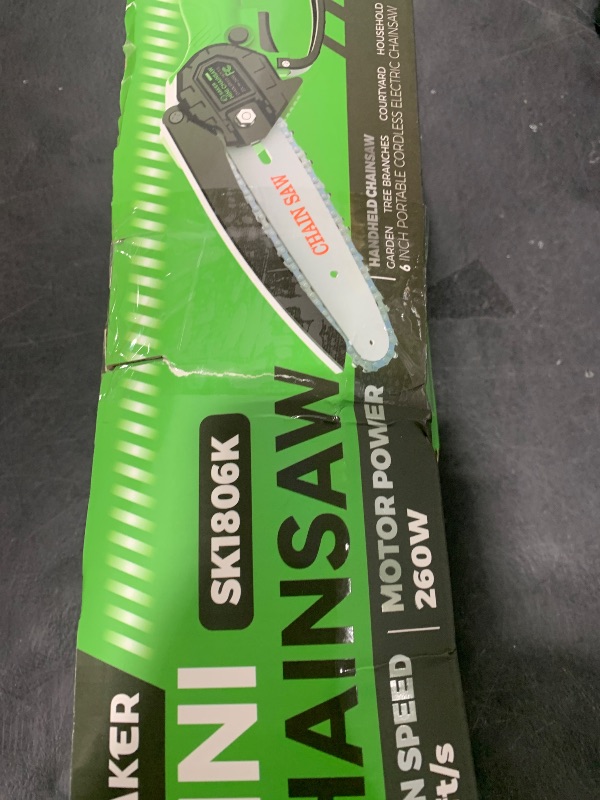 AKER
SK1806K
INI
HAINSAW
N SPEED
t/s
MOTOR POWER
260W
HANDHELD CHAINSAW
GARDEN TREE BRANCHES COURTYARD HOUSEHOLD
6 INCH PORTABLE CORDLESS ELECTRIC CHAINSAW
CHAIN SAW